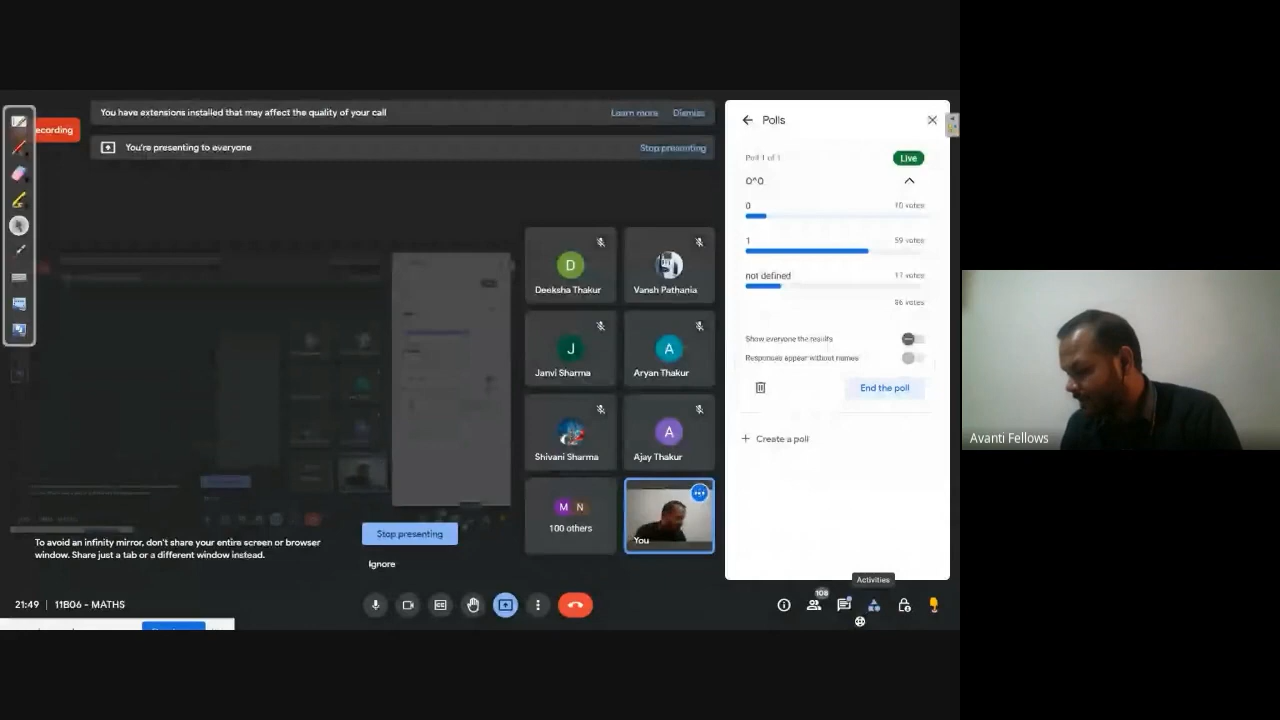 You have extensions installed that may affect the quality of your call
Learn more
Dismiss
ecording
You're presenting to everyone
Stop presenting
Polls
Poll 1 of 1
Live
0^0
0
10 votes
1
59 votes
not defined
11 votes
votes
Show everyone the results
Responses appear without names
End the poll
+ Create a poll
D
Deeksha Thakur
Vansh Pathania
J
Janvi Sharma
A
Aryan Thakur
Shivani Sharma
A
Ajay Thakur
M N
100 others
You
Stop presenting
To avoid an infinity mirror, don't share your entire screen or browser
window. Share just a tab or a different window instead.
Ignore
Activities
21:49 | 11B06 - MATHS
108
Avanti Fellows